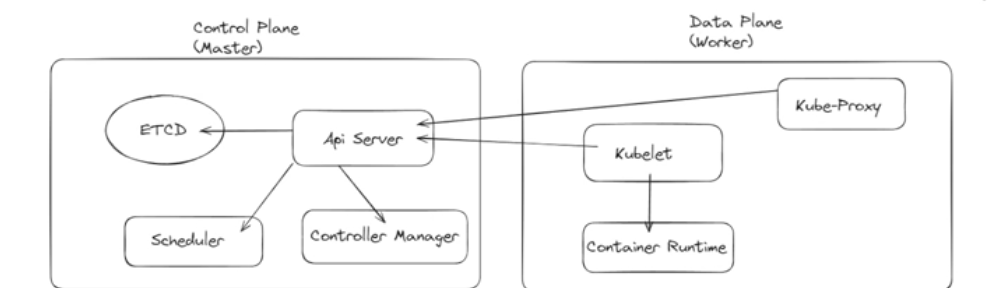 Control Plane
(Master)
ETCD
Api Server
Scheduler
Controller Manager
Data Plane
(Worker)
Kube-Proxy
Kubelet
Container Runtime